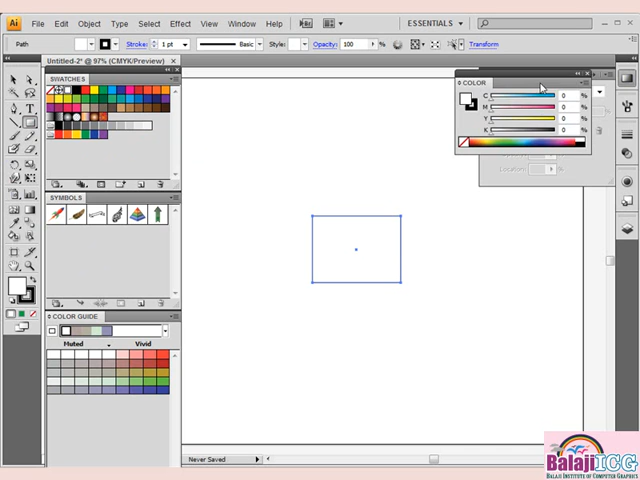 Ai File Edit Object Type Select Effect View Window Help Br ESSENTIALS
Path Stroke: 1 pt Basic Style: Opacity: 100 % Transform
Untitled-2* @ 97% (CMYK/Preview)
SWATCHES
COLOR
C 0 %
M 0 %
Y 0 %
K 0 %
Location: %
SYMBOLS
COLOR GUIDE
Muted Vivid
Never Saved
BalajiICG
BALAJI INSTITUTE OF COMPUTER GRAPHICS